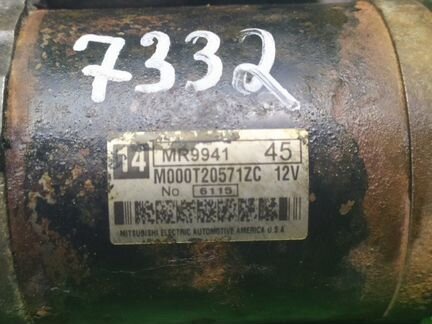 7332
14 MR9941 45
M000T20571ZC 12V
No 6115
MITSUBISHI ELECTRIC AUTOMOTIVE AMERICA U.S.A